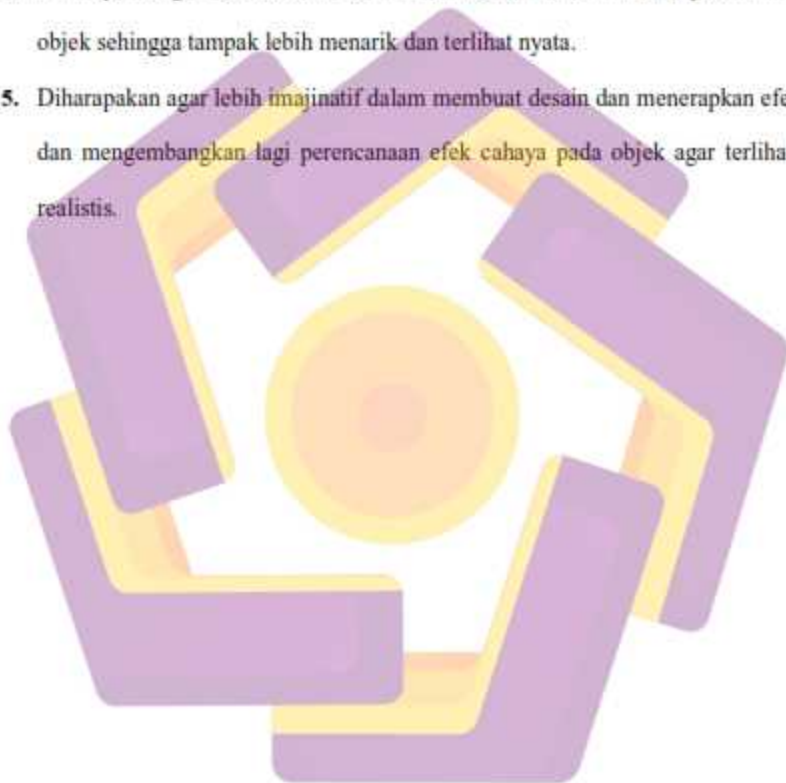 objek sehingga tampak lebih menarik dan terlihat nyata.
5. Diharapakan agar lebih imajinatif dalam membuat desain dan menerapkan
dan mengembangkan lagi perencanaan efek cahaya pada objek agar
realistis.